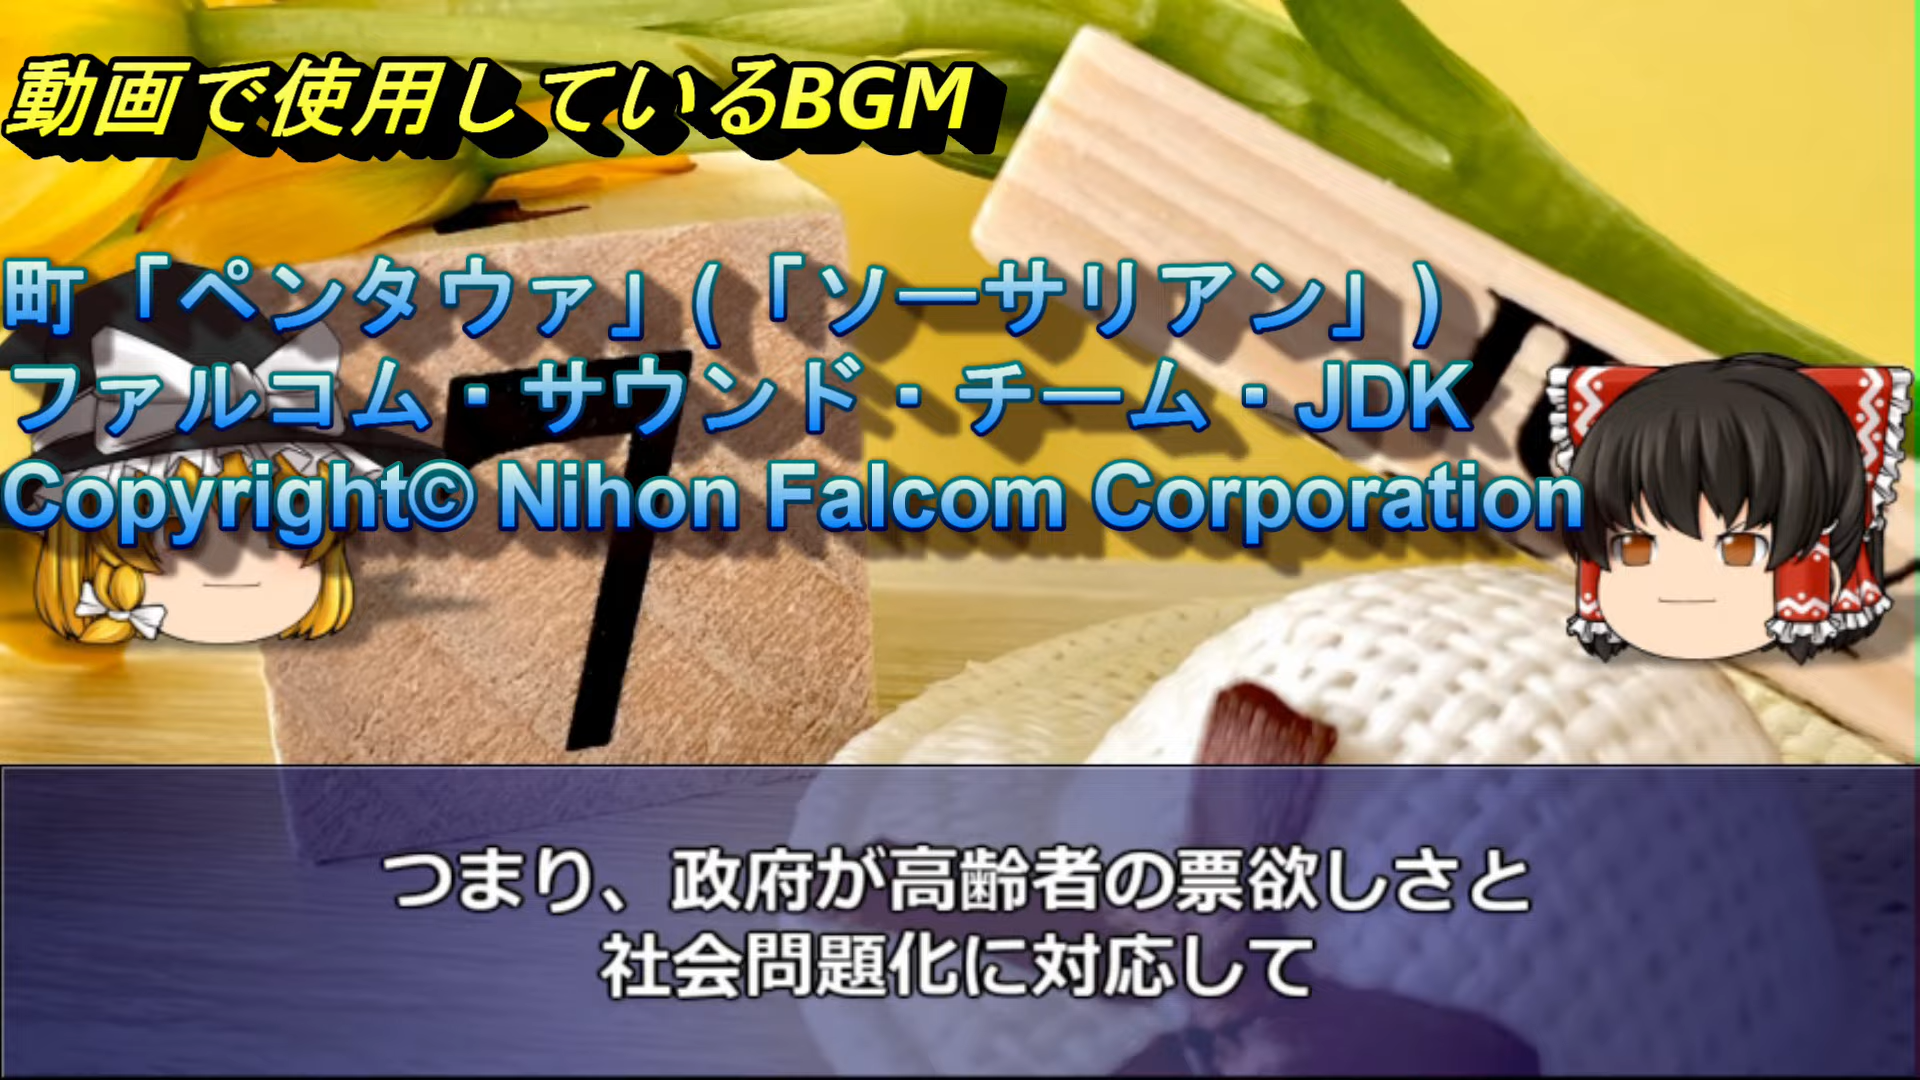 動画で使用しているBGM
町「ペンタウァ」(「ソーサリアン」)
ファルコム・サウンド・チーム・JDK
Copyright© Nihon Falcom Corporation
7
つまり、政府が高齢者の票欲しさと
社会問題化に対応して